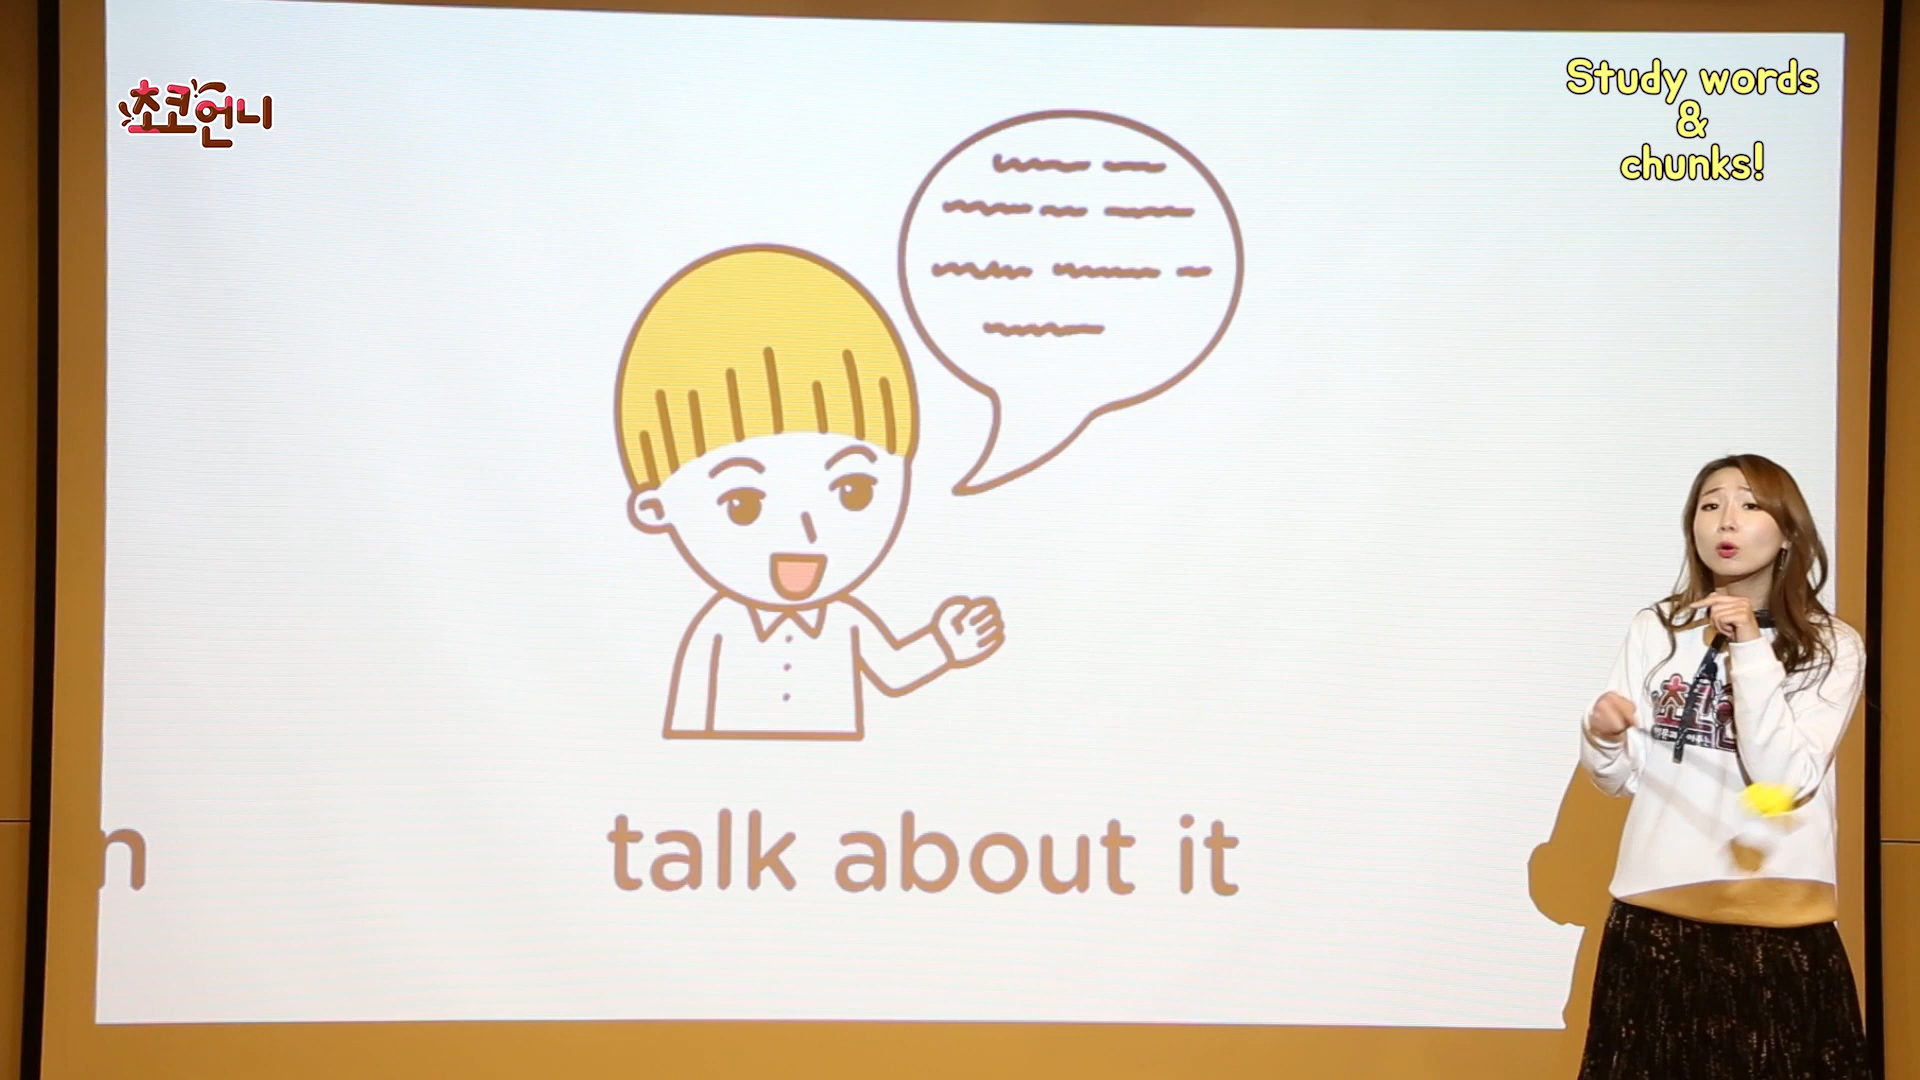 초코언니
Study words
&
chunks!
talk about it
n